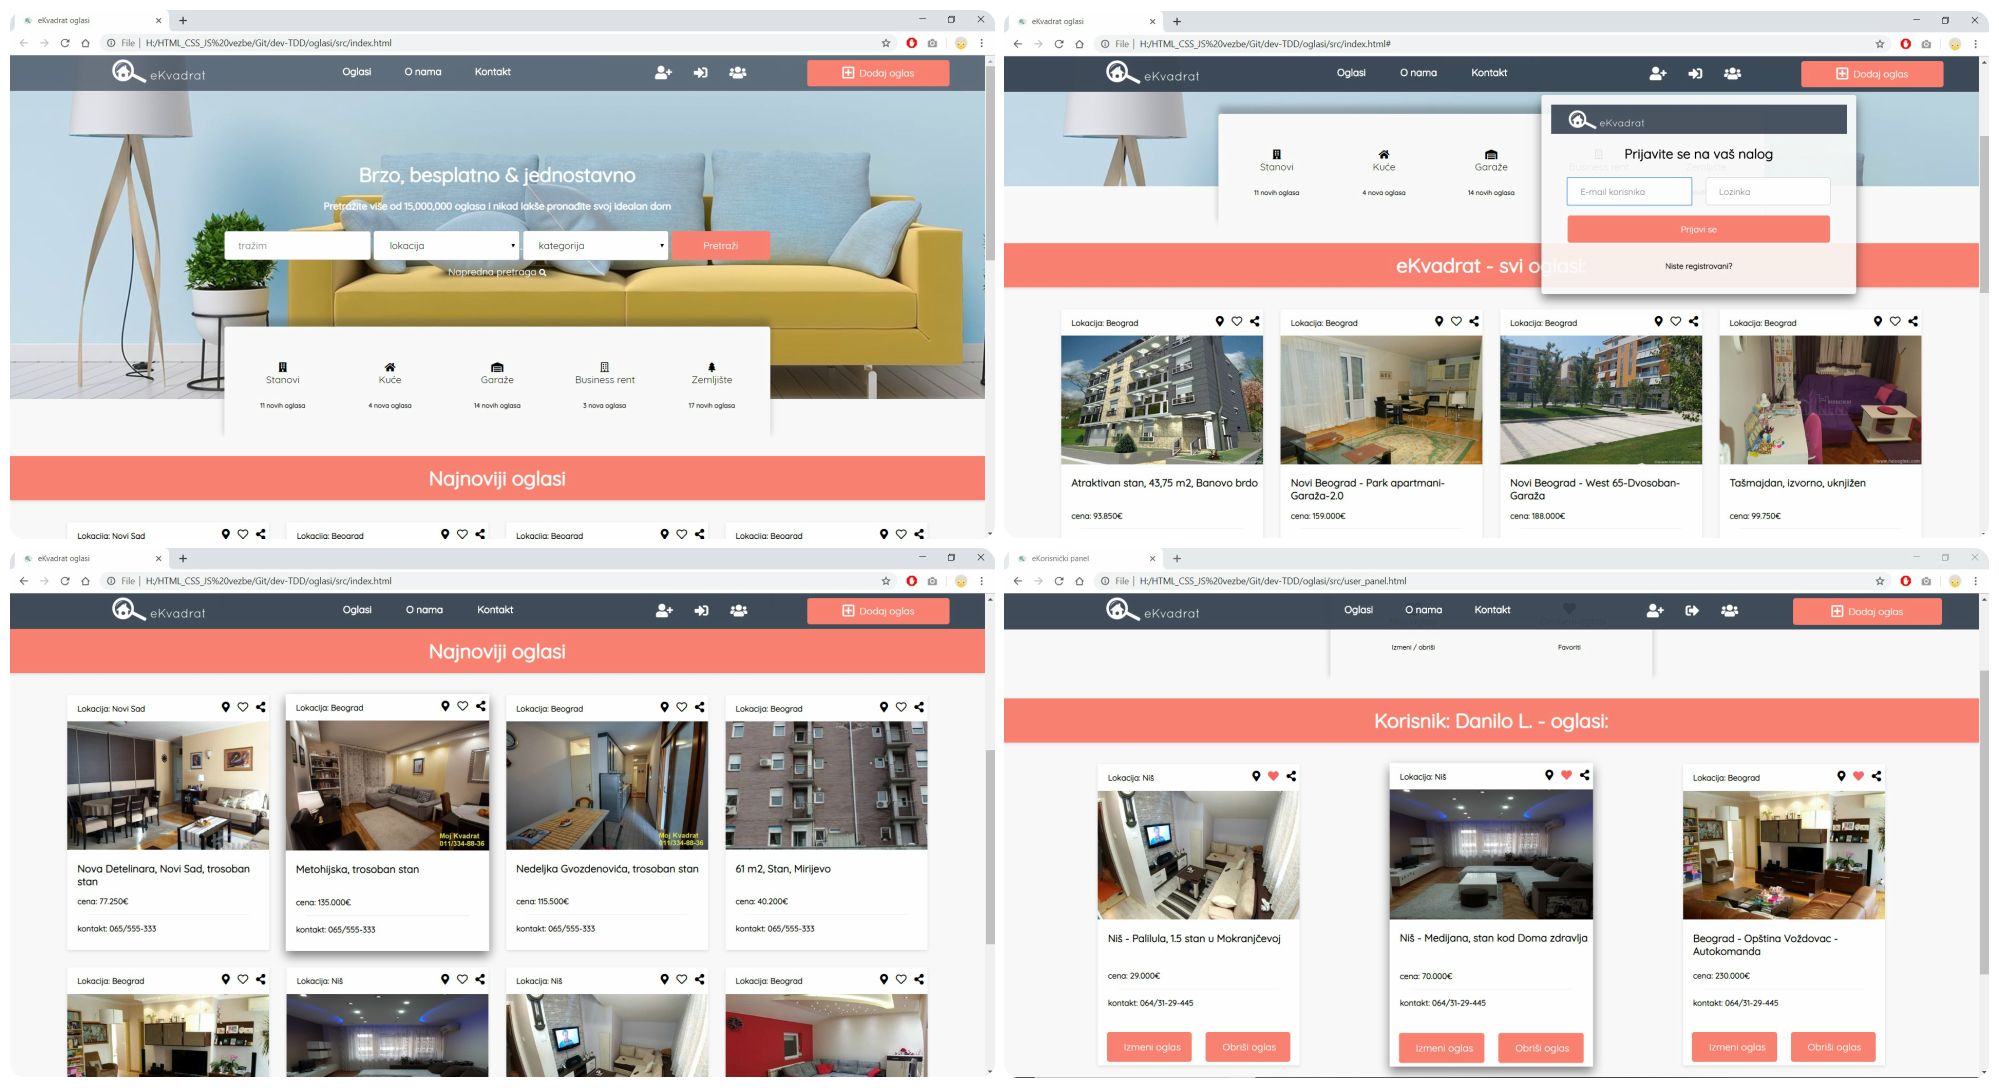 eKvadrat oglasi
File | H:/HTML_CSS_JS%20vezbe/Git/dev-TDD/oglasi/src/index.html
eKvadrat
Oglasi
O nama
Kontakt
Dodaj oglas
Brzo, besplatno & jednostavno
Pretražite više od 15,000,000 oglasa i nikad lakše pronađite svoj idealan dom
tražim
lokacija
kategorija
Pretraži
Napredna pretraga
Stanovi
Kuće
Garaže
Business rent
Zemljište
11 novih oglasa
4 nova oglasa
14 novih oglasa
3 nova oglasa
17 novih oglasa
Najnoviji oglasi
Lokacija: Novi Sad
Lokacija: Beograd
Lokacija: Beograd
Lokacija: Beograd
eKvadrat oglasi
File | H:/HTML_CSS_JS%20vezbe/Git/dev-TDD/oglasi/src/index.html#
eKvadrat
Oglasi
O nama
Kontakt
Dodaj oglas
Stanovi
Kuće
Garaže
11 novih oglasa
4 nova oglasa
14 novih oglasa
eKvadrat
Prijavite se na vaš nalog
E-mail korisnika
Lozinka
Prijavi se
Niste registrovani?
eKvadrat - svi oglasi:
Lokacija: Beograd
Lokacija: Beograd
Lokacija: Beograd
Lokacija: Beograd
Atraktivan stan, 43,75 m2, Banovo brdo
cena: 93.850€
Novi Beograd - Park apartmani-
Garaža-2.0
cena: 159.000€
Novi Beograd - West 65-Dvosoban-
Garaža
cena: 188.000€
Tašmajdan, izvorno, uknjižen
cena: 99.750€
eKvadrat oglasi
File | H:/HTML_CSS_JS%20vezbe/Git/dev-TDD/oglasi/src/index.html
eKvadrat
Oglasi
O nama
Kontakt
Dodaj oglas
Najnoviji oglasi
Lokacija: Novi Sad
Nova Detelinara, Novi Sad, trosoban
stan
cena: 77.250€
kontakt: 065/555-333
Lokacija: Beograd
Moj Kvadrat
011/334-88-36
Metohijska, trosoban stan
cena: 135.000€
kontakt: 065/555-333
Lokacija: Beograd
Moj Kvadrat
011/334-88-36
Nedeljka Gvozdenovića, trosoban stan
cena: 115.500€
kontakt: 065/555-333
Lokacija: Beograd
61 m2, Stan, Mirijevo
cena: 40.200€
kontakt: 065/555-333
Lokacija: Beograd
Lokacija: Niš
Lokacija: Niš
Lokacija: Beograd
eKorisnički panel
File | H:/HTML_CSS_JS%20vezbe/Git/dev-TDD/oglasi/src/user_panel.html
eKvadrat
Oglasi
O nama
Kontakt
Dodaj oglas
Izmeni / obriši
Favoriti
Korisnik: Danilo L. - oglasi:
Lokacija: Niš
Niš - Palilula, 1.5 stan u Mokranjčevoj
cena: 29.000€
kontakt: 064/31-29-445
Izmeni oglas
Obriši oglas
Lokacija: Niš
Niš - Medijana, stan kod Doma zdravlja
cena: 70.000€
kontakt: 064/31-29-445
Izmeni oglas
Obriši oglas
Lokacija: Beograd
Beograd - Opština Voždovac -
Autokomanda
cena: 230.000€
kontakt: 064/31-29-445
Izmeni oglas
Obriši oglas